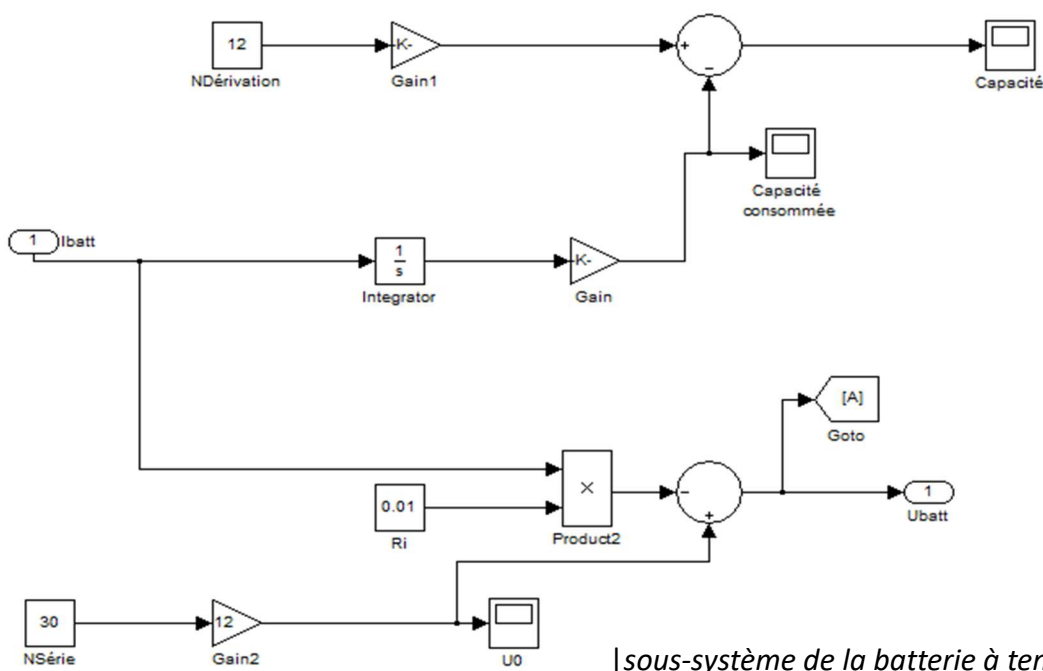 12
NDérivation
-K-
Gain1
+
−
Capacité
Capacité
consommée
1
Ibatt
1
s
Integrator
-K-
Gain
[A]
Goto
×
Product2
0.01
Ri
−
+
1
Ubatt
30
NSérie
12
Gain2
U0
sous-système de la batterie à